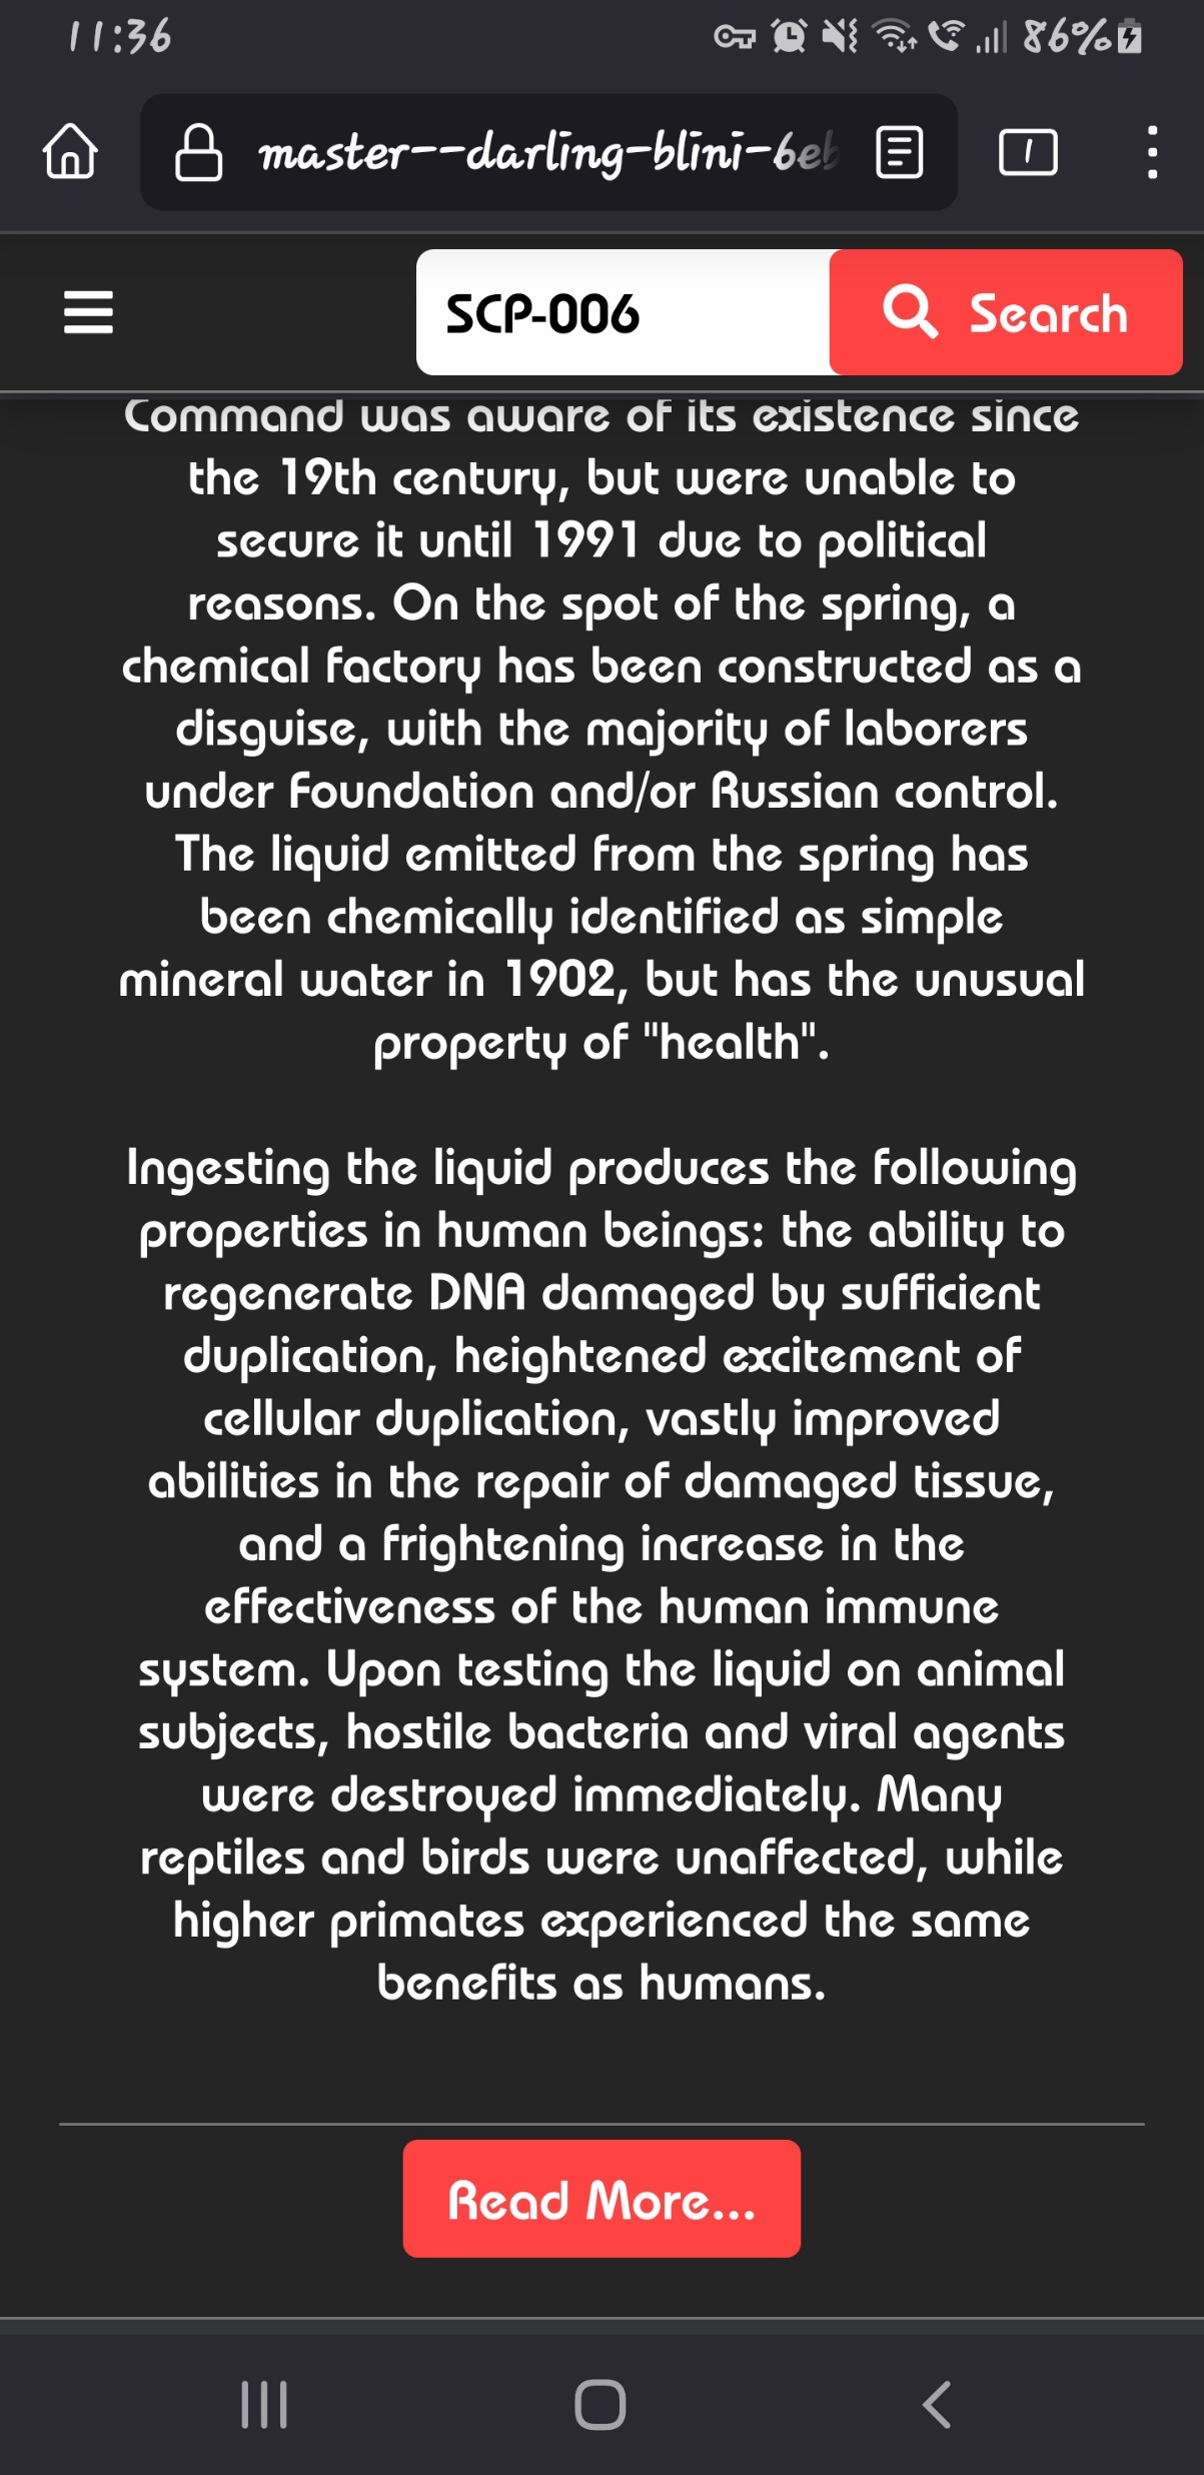 11:36
86%
master--darling-blini-6eb
1
SCP-006
Search
Command was aware of its existence since
the 19th century, but were unable to
secure it until 1991 due to political
reasons. On the spot of the spring, a
chemical factory has been constructed as a
disguise, with the majority of laborers
under Foundation and/or Russian control.
The liquid emitted from the spring has
been chemically identified as simple
mineral water in 1902, but has the unusual
property of "health".
Ingesting the liquid produces the following
properties in human beings: the ability to
regenerate DNA damaged by sufficient
duplication, heightened excitement of
cellular duplication, vastly improved
abilities in the repair of damaged tissue,
and a frightening increase in the
effectiveness of the human immune
system. Upon testing the liquid on animal
subjects, hostile bacteria and viral agents
were destroyed immediately. Many
reptiles and birds were unaffected, while
higher primates experienced the same
benefits as humans.
Read More...